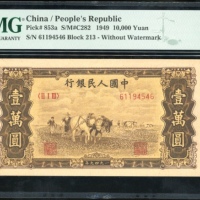 MG
China / People's Republic
Pick# 853a S/M#C282 1949 10,000 Yuan
S/N 61194546 Block 213 - Without Watermark
行銀民人國中
61194546
壹萬圓
壹萬圓